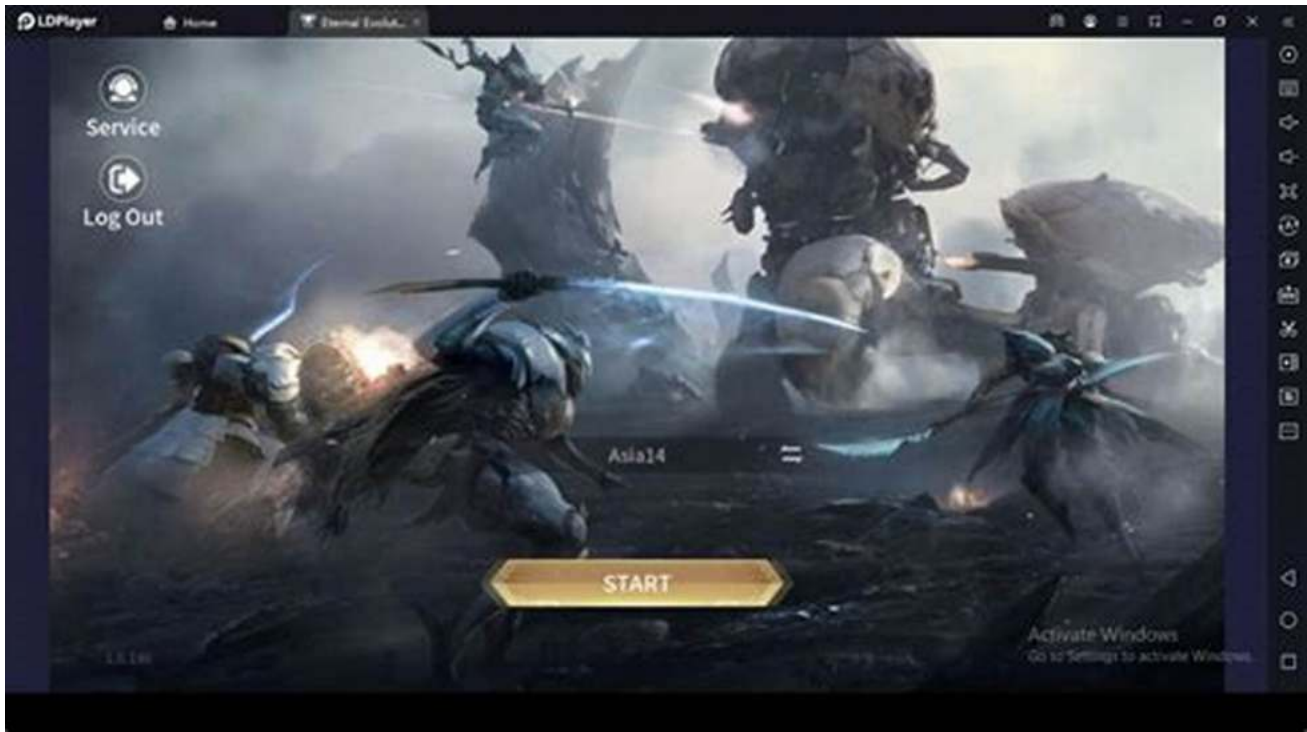 LDPlayer
Home
Eternal Evolut...
Service
Log Out
Asia14
START
Activate Windows
Go to Settings to activate Windows.